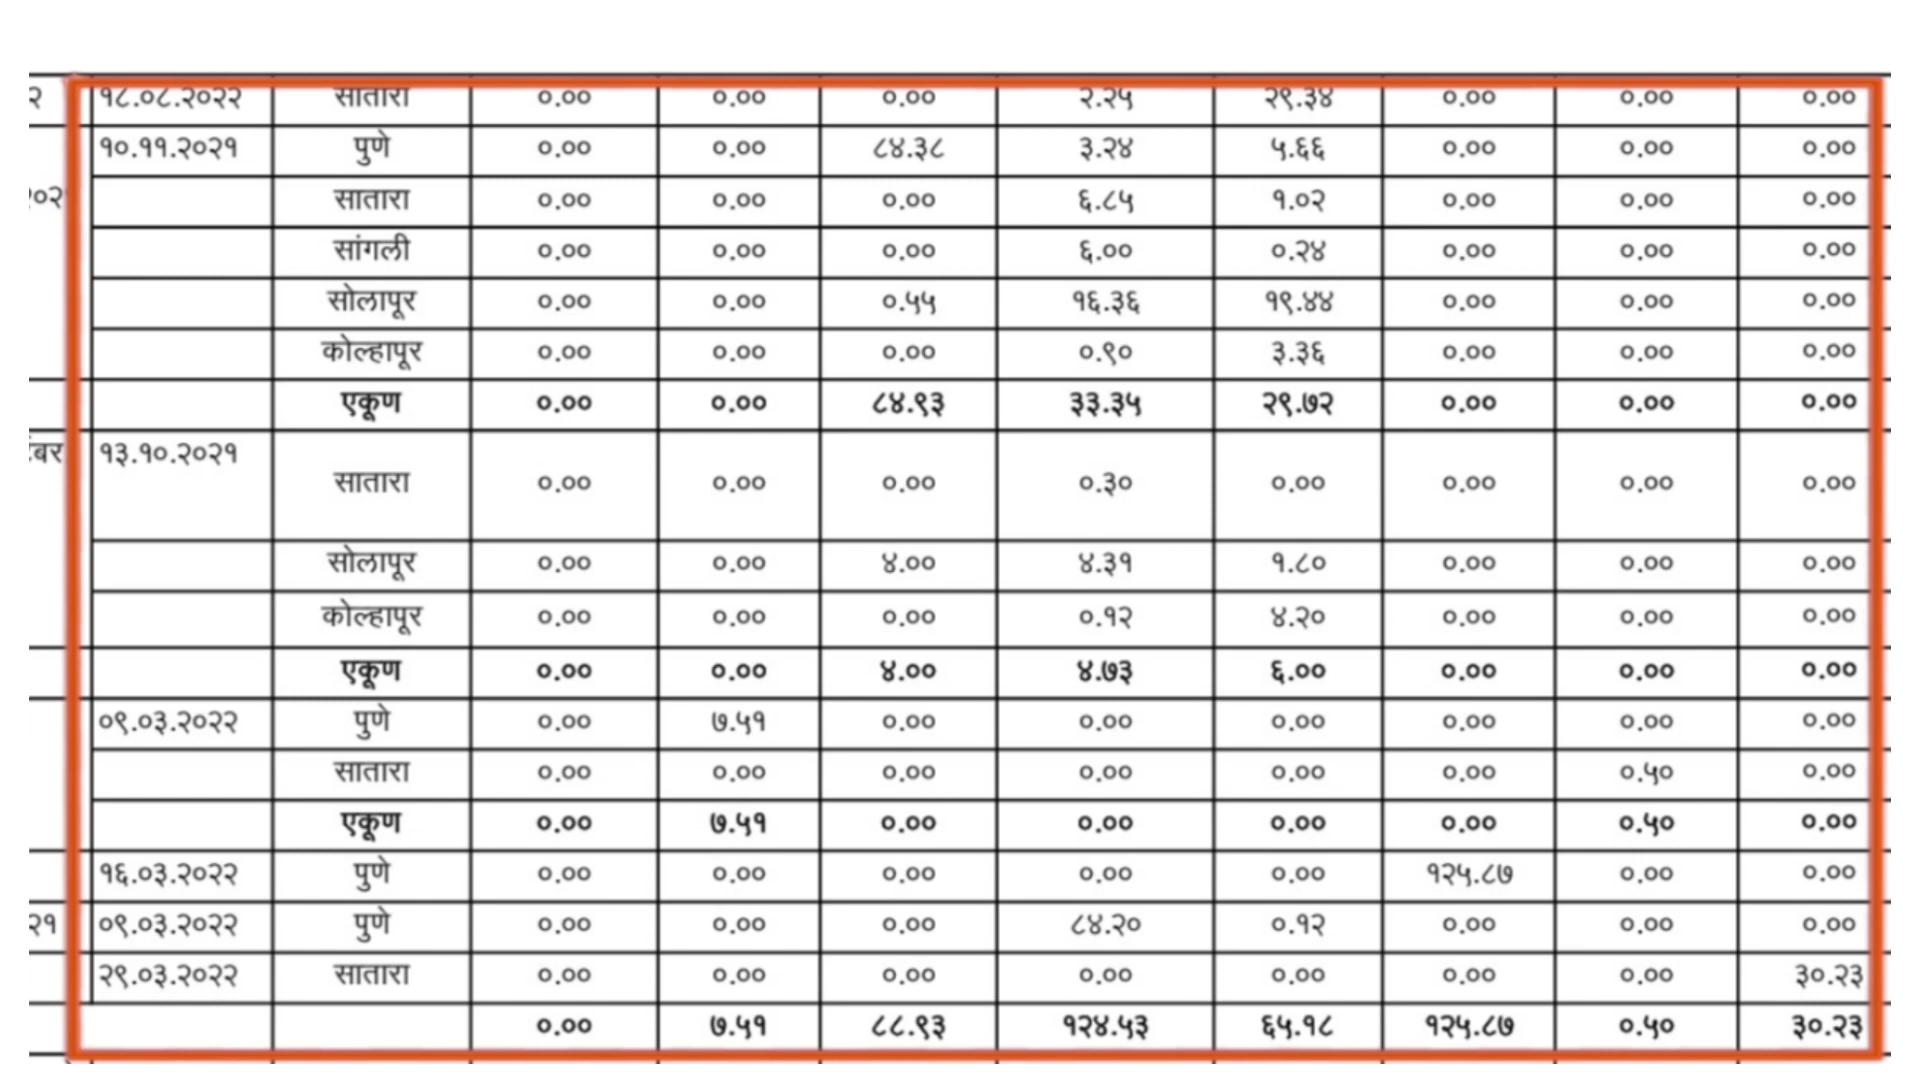 २ १८.०८.२०२२ सातारा ०.०० ०.०० ०.०० २.२५ २९.३४ ०.०० ०.०० ०.००
१०.११.२०२१ पुणे ०.०० ०.०० ८४.३८ ३.२४ ५.६६ ०.०० ०.०० ०.००
०२ सातारा ०.०० ०.०० ०.०० ६.८५ १.०२ ०.०० ०.०० ०.००
सांगली ०.०० ०.०० ०.०० ६.०० ०.२४ ०.०० ०.०० ०.००
सोलापूर ०.०० ०.०० ०.५५ १६.३६ १९.४४ ०.०० ०.०० ०.००
कोल्हापूर ०.०० ०.०० ०.०० ०.९० ३.३६ ०.०० ०.०० ०.००
एकूण ०.०० ०.०० ८४.९३ ३३.३५ २९.७२ ०.०० ०.०० ०.००
बर १३.१०.२०२१
सातारा ०.०० ०.०० ०.०० ०.३० ०.०० ०.०० ०.०० ०.००
सोलापूर ०.०० ०.०० ४.०० ४.३१ १.८० ०.०० ०.०० ०.००
कोल्हापूर ०.०० ०.०० ०.०० ०.१२ ४.२० ०.०० ०.०० ०.००
एकूण ०.०० ०.०० ४.०० ४.७३ ६.०० ०.०० ०.०० ०.००
०९.०३.२०२२ पुणे ०.०० ७.५१ ०.०० ०.०० ०.०० ०.०० ०.०० ०.००
सातारा ०.०० ०.०० ०.०० ०.०० ०.०० ०.०० ०.५० ०.००
एकूण ०.०० ७.५१ ०.०० ०.०० ०.०० ०.०० ०.५० ०.००
१६.०३.२०२२ पुणे ०.०० ०.०० ०.०० ०.०० ०.०० १२५.८७ ०.०० ०.००
२१ ०९.०३.२०२२ पुणे ०.०० ०.०० ०.०० ८४.२० ०.१२ ०.०० ०.०० ०.००
२९.०३.२०२२ सातारा ०.०० ०.०० ०.०० ०.०० ०.०० ०.०० ०.०० ३०.२३
०.०० ७.५१ ८८.९३ १२४.५३ ६५.१८ १२५.८७ ०.५० ३०.२३